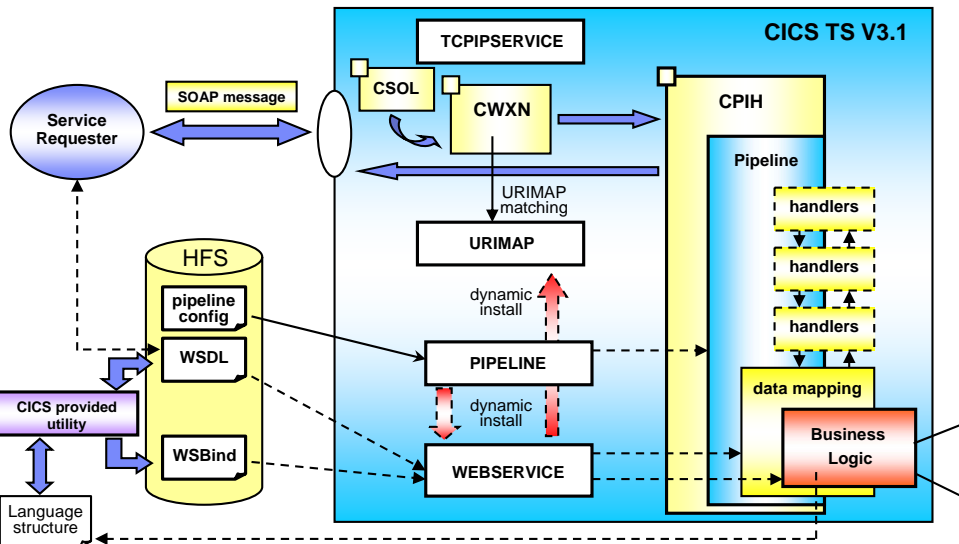 CICS TS V3.1
TCPIPSERVICE
CSOL
CWXN
CPIH
SOAP message
Service
Requester
Pipeline
URIMAP
matching
URIMAP
handlers
handlers
handlers
HFS
pipeline
config
WSDL
WSBind
dynamic
install
PIPELINE
dynamic
install
WEBSERVICE
data mapping
Business
Logic
CICS provided
utility
Language
structure